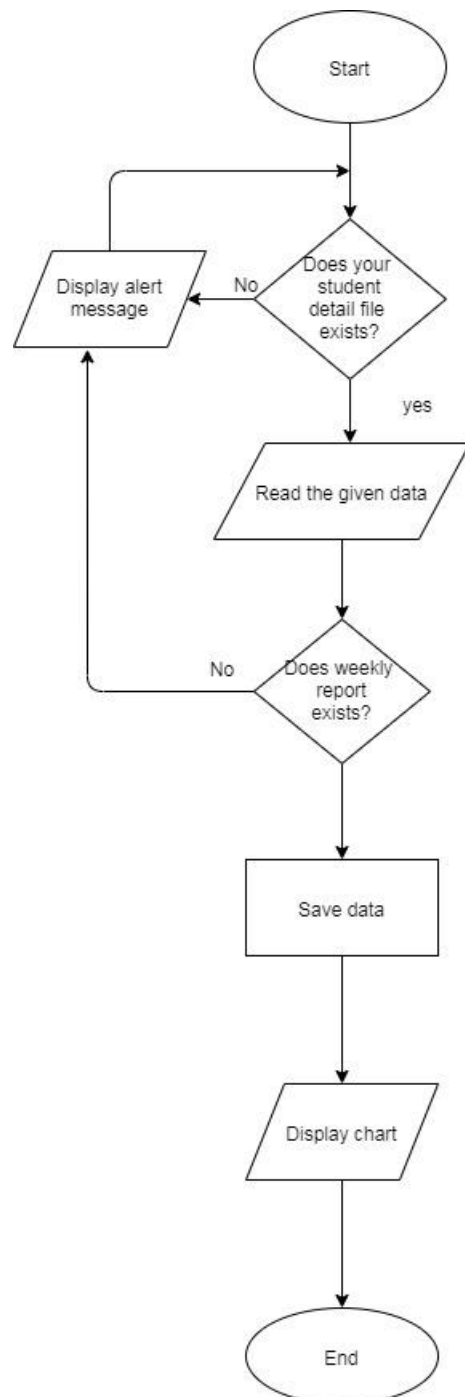 Start
Does your
student
detail file
exists?
No
Display alert
message
yes
Read the given data
Does weekly
report
exists?
No
Save data
Display chart
End